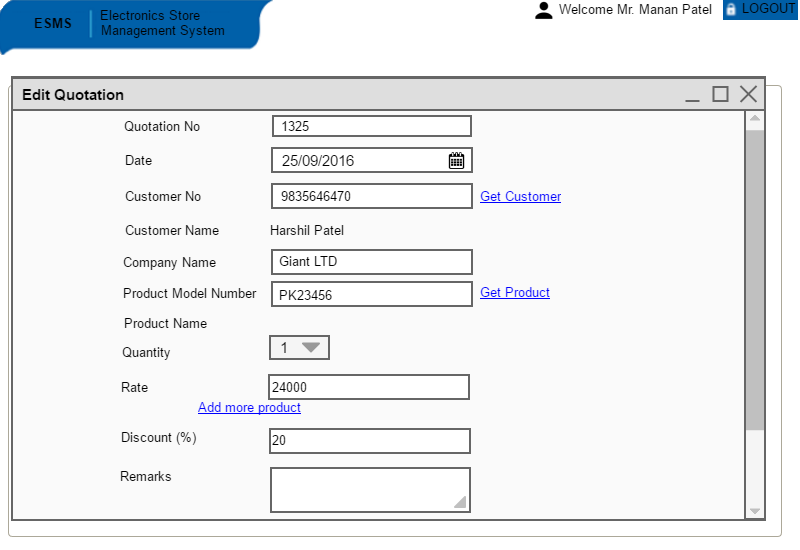 ESMS
Electronics Store
Management System
Welcome Mr. Manan Patel
LOGOUT
Edit Quotation
Quotation No 1325
Date 25/09/2016
Customer No 9835646470 Get Customer
Customer Name Harshil Patel
Company Name Giant LTD
Product Model Number PK23456 Get Product
Product Name
Quantity 1
Rate 24000
Add more product
Discount (%) 20
Remarks